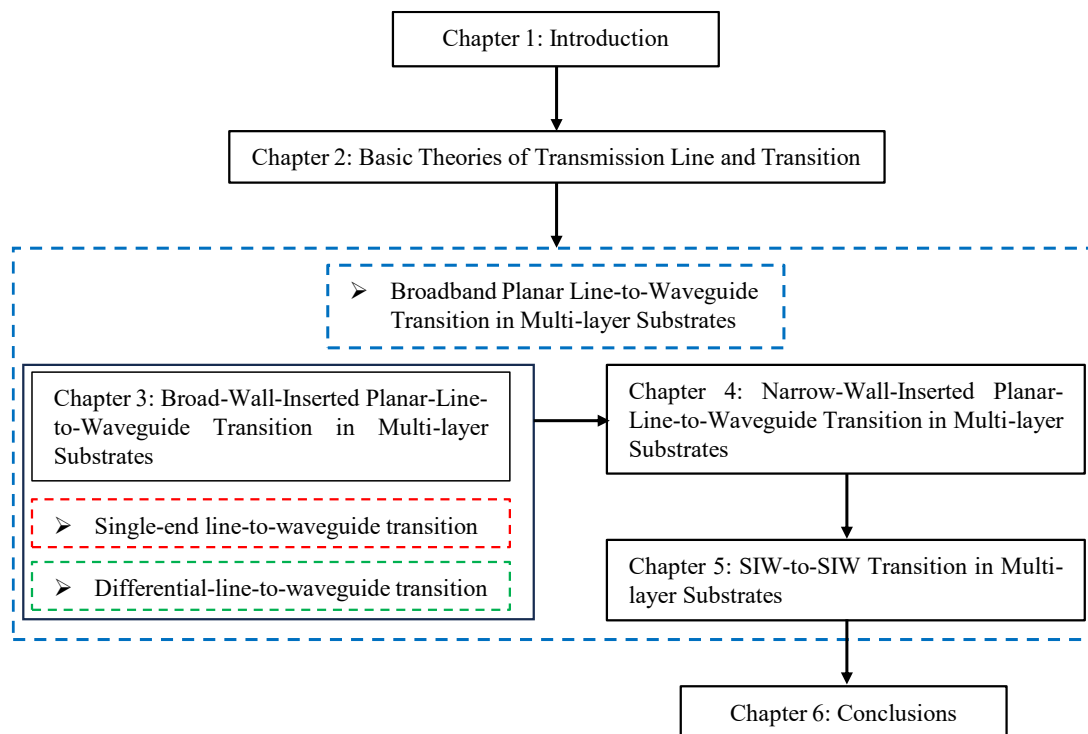 Chapter 1: Introduction
Chapter 2: Basic Theories of Transmission Line and Transition
➢ Broadband Planar Line-to-Waveguide
Transition in Multi-layer Substrates
Chapter 3: Broad-Wall-Inserted Planar-Line-
to-Waveguide Transition in Multi-layer
Substrates
➢ Single-end line-to-waveguide transition
➢ Differential-line-to-waveguide transition
Chapter 4: Narrow-Wall-Inserted Planar-
Line-to-Waveguide Transition in Multi-layer
Substrates
Chapter 5: SIW-to-SIW Transition in Multi-
layer Substrates
Chapter 6: Conclusions